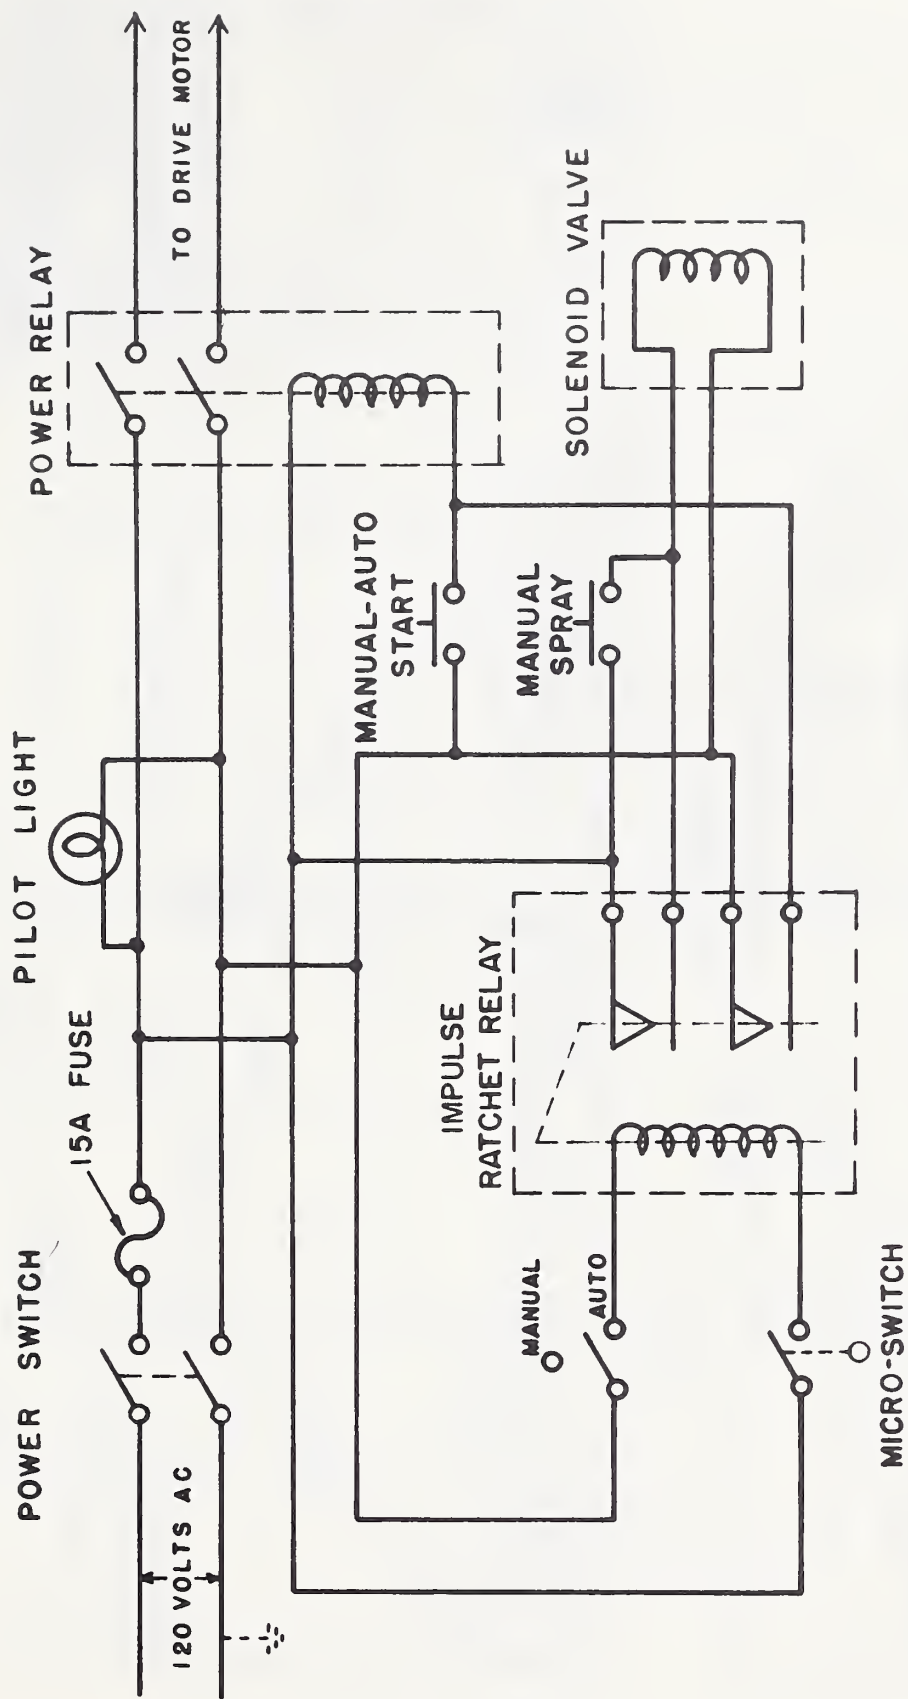 POWER SWITCH
15A FUSE
PILOT LIGHT
POWER RELAY
120 VOLTS AC
TO DRIVE MOTOR
MANUAL-AUTO
START
MANUAL
SPRAY
SOLENOID VALVE
IMPULSE
RATCHET RELAY
MANUAL
AUTO
MICRO-SWITCH